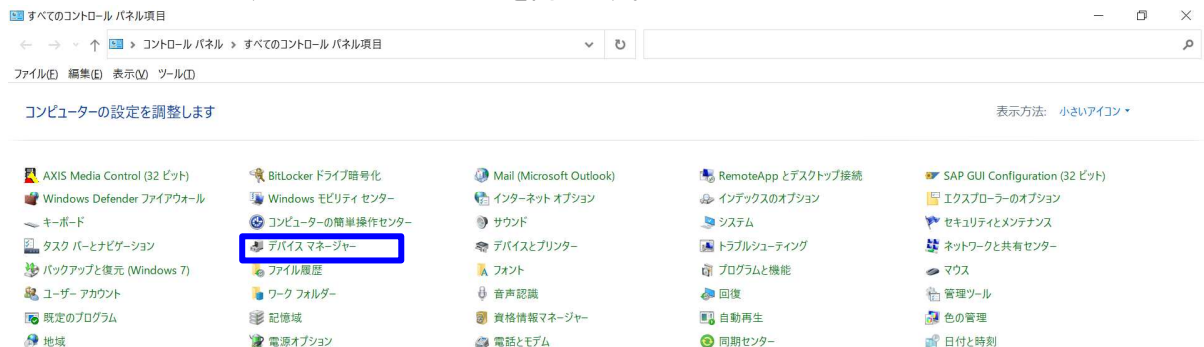 すべてのコントロール パネル項目
コントロール パネル › すべてのコントロール パネル項目
ファイル(F) 編集(E) 表示(V) ツール(T)
コンピューターの設定を調整します 表示方法: 小さいアイコン
AXIS Media Control (32 ビット) BitLocker ドライブ暗号化 Mail (Microsoft Outlook) RemoteApp とデスクトップ接続 SAP GUI Configuration (32 ビット)
Windows Defender ファイアウォール Windows モビリティ センター インターネット オプション インデックスのオプション エクスプローラーのオプション
キーボード コンピューターの簡単操作センター サウンド システム セキュリティとメンテナンス
タスク バーとナビゲーション デバイス マネージャー デバイスとプリンター トラブルシューティング ネットワークと共有センター
バックアップと復元 (Windows 7) ファイル履歴 フォント プログラムと機能 マウス
ユーザー アカウント ワーク フォルダー 音声認識 回復 管理ツール
既定のプログラム 記憶域 資格情報マネージャー 自動再生 色の管理
地域 電源オプション 電話とモデム 同期センター 日付と時刻